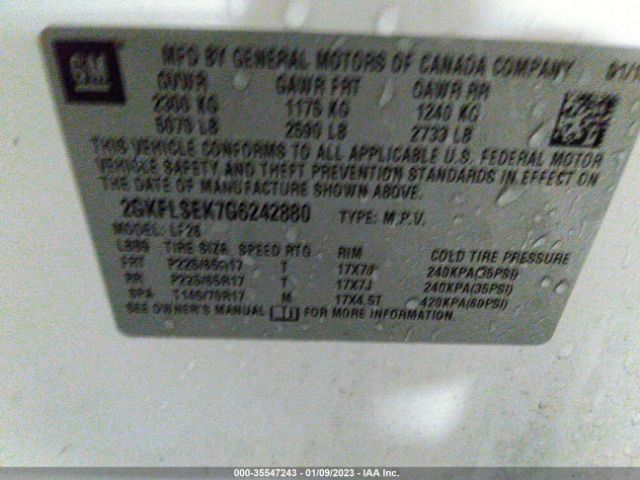 GM
MFD BY GENERAL MOTORS OF CANADA COMPANY 01/1
GVWR GAWR FRT GAWR RR
2300 KG 1175 KG 1240 KG
5070 LB 2590 LB 2733 LB
THIS VEHICLE CONFORMS TO ALL APPLICABLE U.S. FEDERAL MOTOR
VEHICLE SAFETY AND THEFT PREVENTION STANDARDS IN EFFECT ON
THE DATE OF MANUFACTURE SHOWN ABOVE.
2GKFLSEK7G6242880 TYPE: M.P.V.
MODEL: LF26
L889 TIRE SIZE SPEED RTG RIM COLD TIRE PRESSURE
FRT P225/65R17 T 17X7J 240KPA(35PSI)
RR P225/65R17 T 17X7J 240KPA(35PSI)
SPA T145/70R17 M 17X4.5T 420KPA(60PSI)
SEE OWNER'S MANUAL FOR MORE INFORMATION
000-35547243 | 01/09/2023 | IAA Inc.